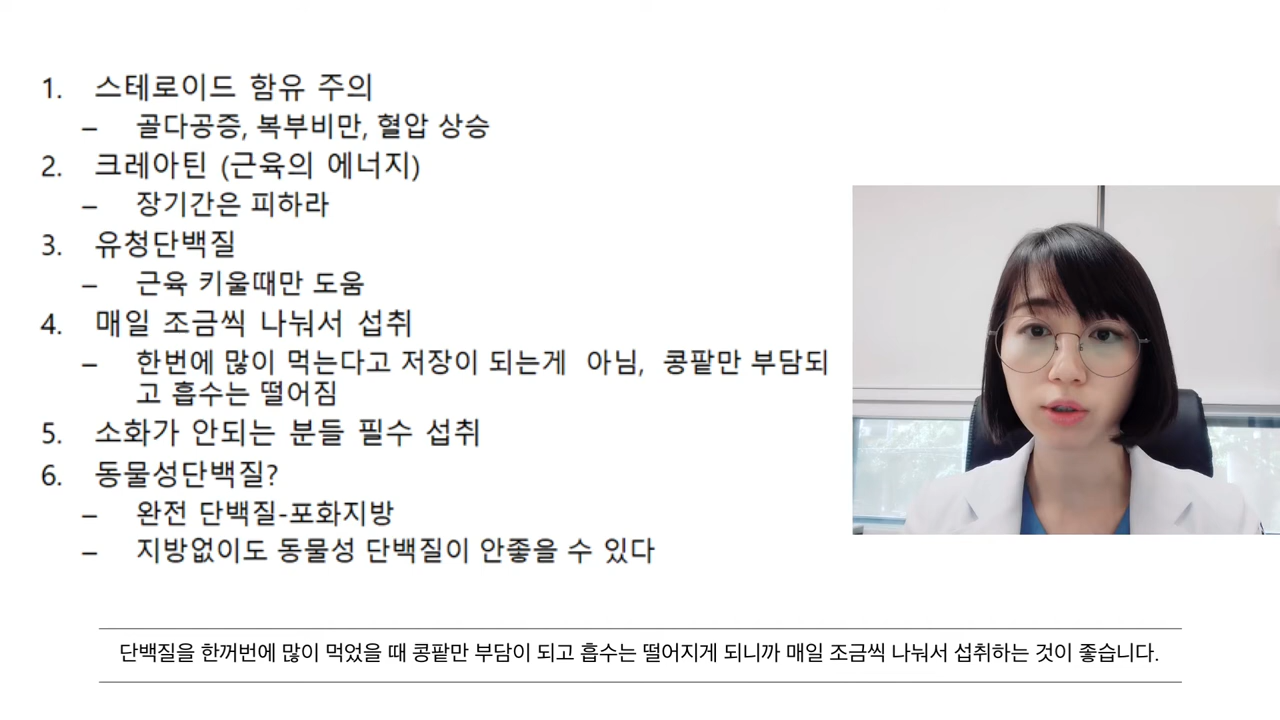 1. 스테로이드 함유 주의
– 골다공증, 복부비만, 혈압 상승
2. 크레아틴 (근육의 에너지)
– 장기간은 피하라
3. 유청단백질
– 근육 키울때만 도움
4. 매일 조금씩 나눠서 섭취
– 한번에 많이 먹는다고 저장이 되는게 아님, 콩팥만 부담되
고 흡수는 떨어짐
5. 소화가 안되는 분들 필수 섭취
6. 동물성단백질?
– 완전 단백질-포화지방
– 지방없이도 동물성 단백질이 안좋을 수 있다
단백질을 한꺼번에 많이 먹었을 때 콩팥만 부담이 되고 흡수는 떨어지게 되니까 매일 조금씩 나눠서 섭취하는 것이 좋습니다.